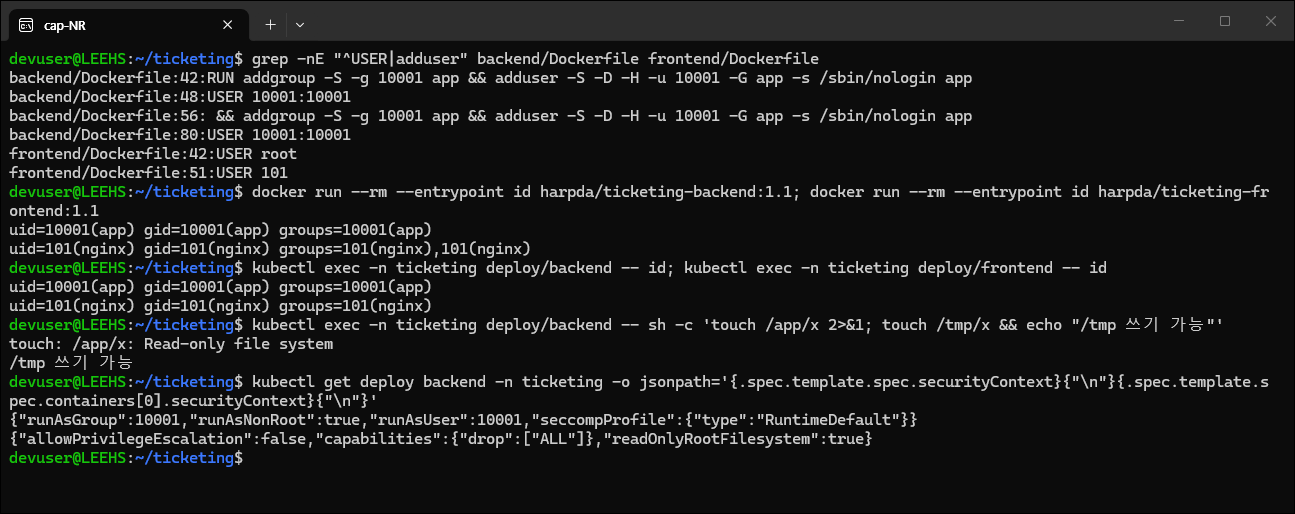 cap-NR
devuser@LEEHS:~/ticketing$ grep -nE "^USER|adduser" backend/Dockerfile frontend/Dockerfile
backend/Dockerfile:42:RUN addgroup -S -g 10001 app && adduser -S -D -H -u 10001 -G app -s /sbin/nologin app
backend/Dockerfile:48:USER 10001:10001
backend/Dockerfile:56: && addgroup -S -g 10001 app && adduser -S -D -H -u 10001 -G app -s /sbin/nologin app
backend/Dockerfile:80:USER 10001:10001
frontend/Dockerfile:42:USER root
frontend/Dockerfile:51:USER 101
devuser@LEEHS:~/ticketing$ docker run --rm --entrypoint id harpda/ticketing-backend:1.1; docker run --rm --entrypoint id harpda/ticketing-fr
ontend:1.1
uid=10001(app) gid=10001(app) groups=10001(app)
uid=101(nginx) gid=101(nginx) groups=101(nginx),101(nginx)
devuser@LEEHS:~/ticketing$ kubectl exec -n ticketing deploy/backend -- id; kubectl exec -n ticketing deploy/frontend -- id
uid=10001(app) gid=10001(app) groups=10001(app)
uid=101(nginx) gid=101(nginx) groups=101(nginx)
devuser@LEEHS:~/ticketing$ kubectl exec -n ticketing deploy/backend -- sh -c 'touch /app/x 2>&1; touch /tmp/x && echo "/tmp 쓰기 가능"'
touch: /app/x: Read-only file system
/tmp 쓰기 가능
devuser@LEEHS:~/ticketing$ kubectl get deploy backend -n ticketing -o jsonpath='{.spec.template.spec.securityContext}{"\n"}{.spec.template.s
pec.containers[0].securityContext}{"\n"}'
{"runAsGroup":10001,"runAsNonRoot":true,"runAsUser":10001,"seccompProfile":{"type":"RuntimeDefault"}}
{"allowPrivilegeEscalation":false,"capabilities":{"drop":["ALL"]},"readOnlyRootFilesystem":true}
devuser@LEEHS:~/ticketing$